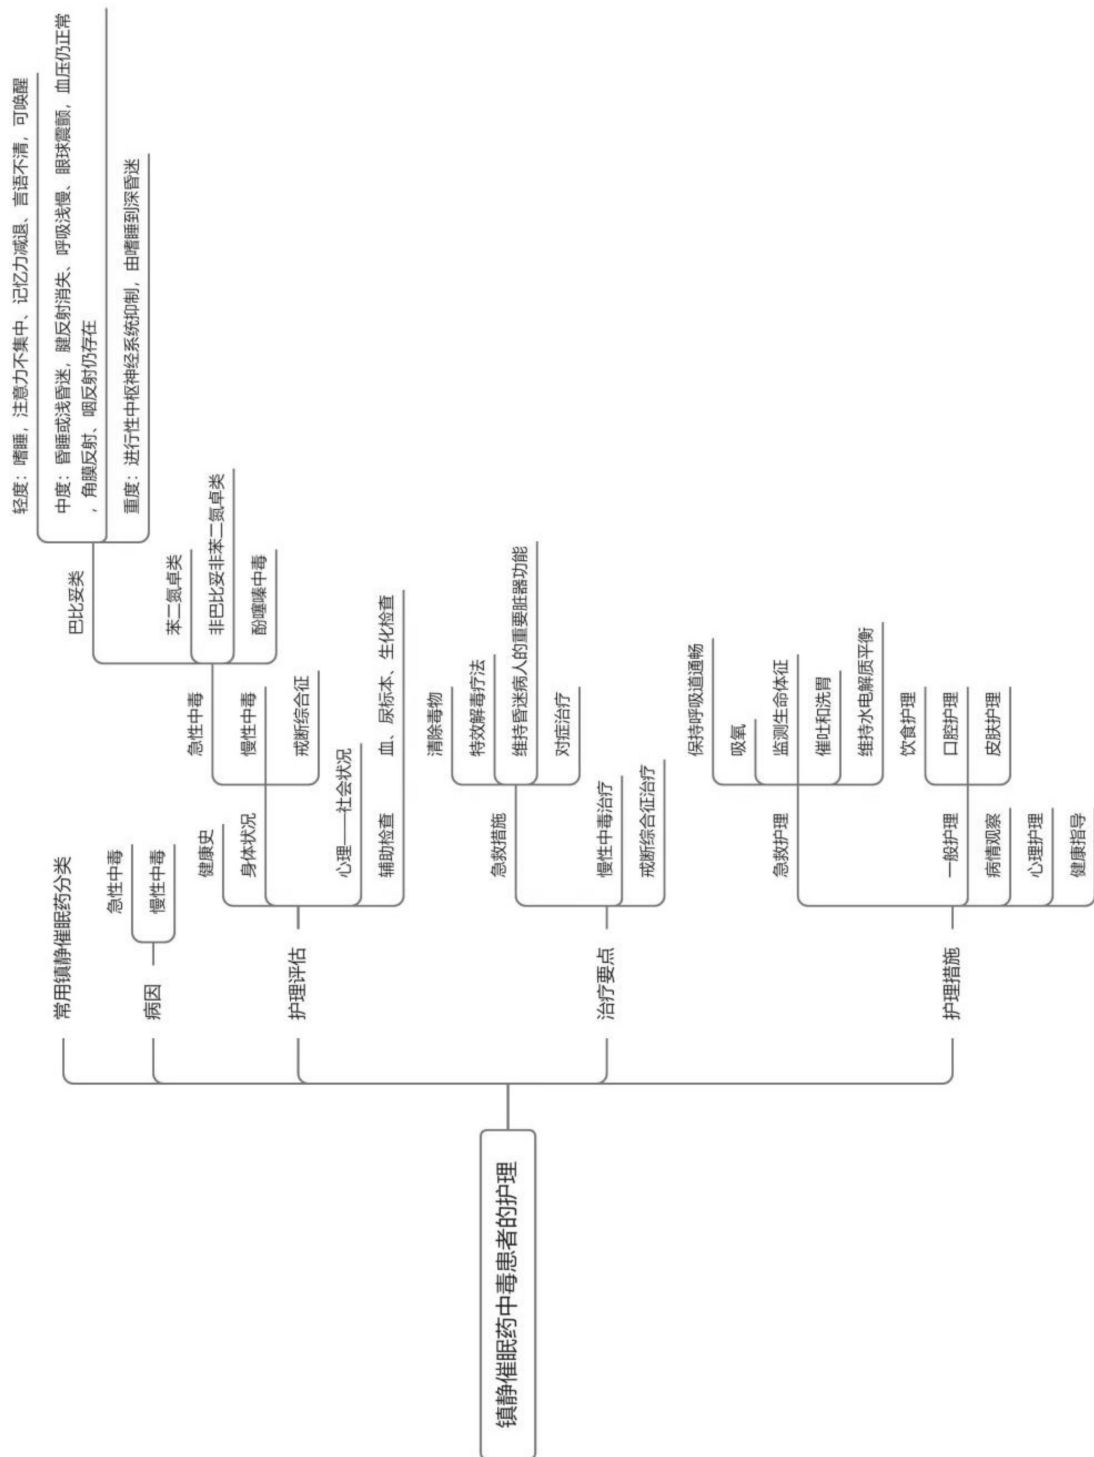 镇静催眠药中毒患者的护理
常用镇静催眠药分类
病因
急性中毒
慢性中毒
护理评估
健康史
身体状况
急性中毒
巴比妥类
轻度：嗜睡，注意力不集中、记忆力减退、言语不清，可唤醒
中度：昏睡或浅昏迷，腱反射消失、呼吸浅慢、眼球震颤，血压仍正常
，角膜反射、咽反射仍存在
重度：进行性中枢神经系统抑制，由嗜睡到深昏迷
苯二氮卓类
非巴比妥非苯二氮卓类
酚噻嗪中毒
慢性中毒
戒断综合征
心理——社会状况
辅助检查
血、尿标本、生化检查
治疗要点
急救措施
清除毒物
特效解毒疗法
维持昏迷病人的重要脏器功能
对症治疗
慢性中毒治疗
戒断综合征治疗
护理措施
急救护理
保持呼吸道通畅
吸氧
监测生命体征
催吐和洗胃
维持水电解质平衡
一般护理
饮食护理
口腔护理
皮肤护理
病情观察
心理护理
健康指导